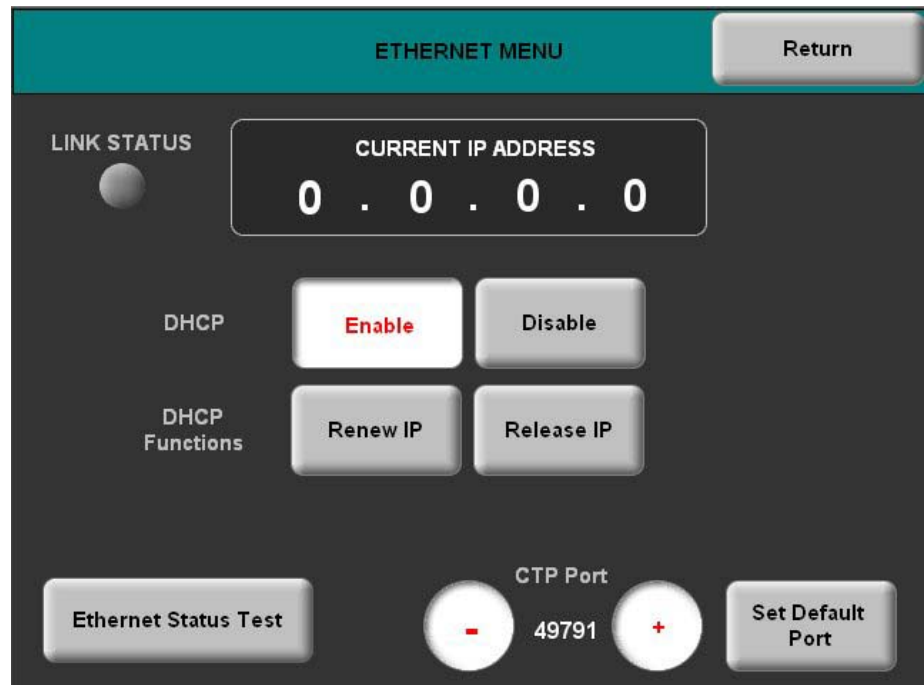 ETHERNET MENU
Return
LINK STATUS
CURRENT IP ADDRESS
0 . 0 . 0 . 0
DHCP
Enable
Disable
DHCP
Functions
Renew IP
Release IP
Ethernet Status Test
CTP Port
- 49791 +
Set Default
Port